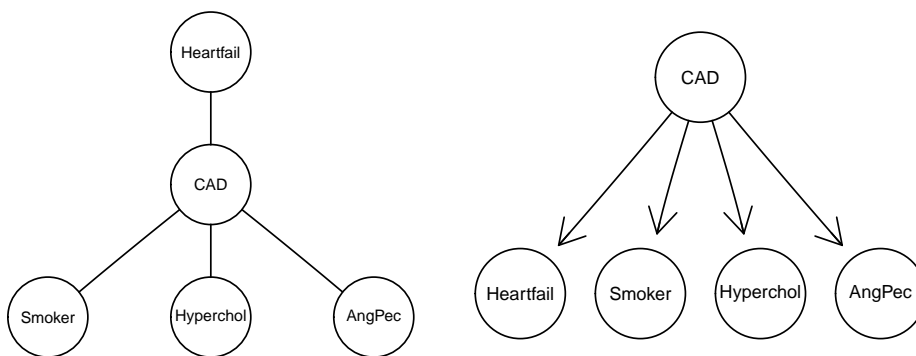 Heartfail
CAD
Smoker
Hyperchol
AngPec
CAD
Heartfail
Smoker
Hyperchol
AngPec